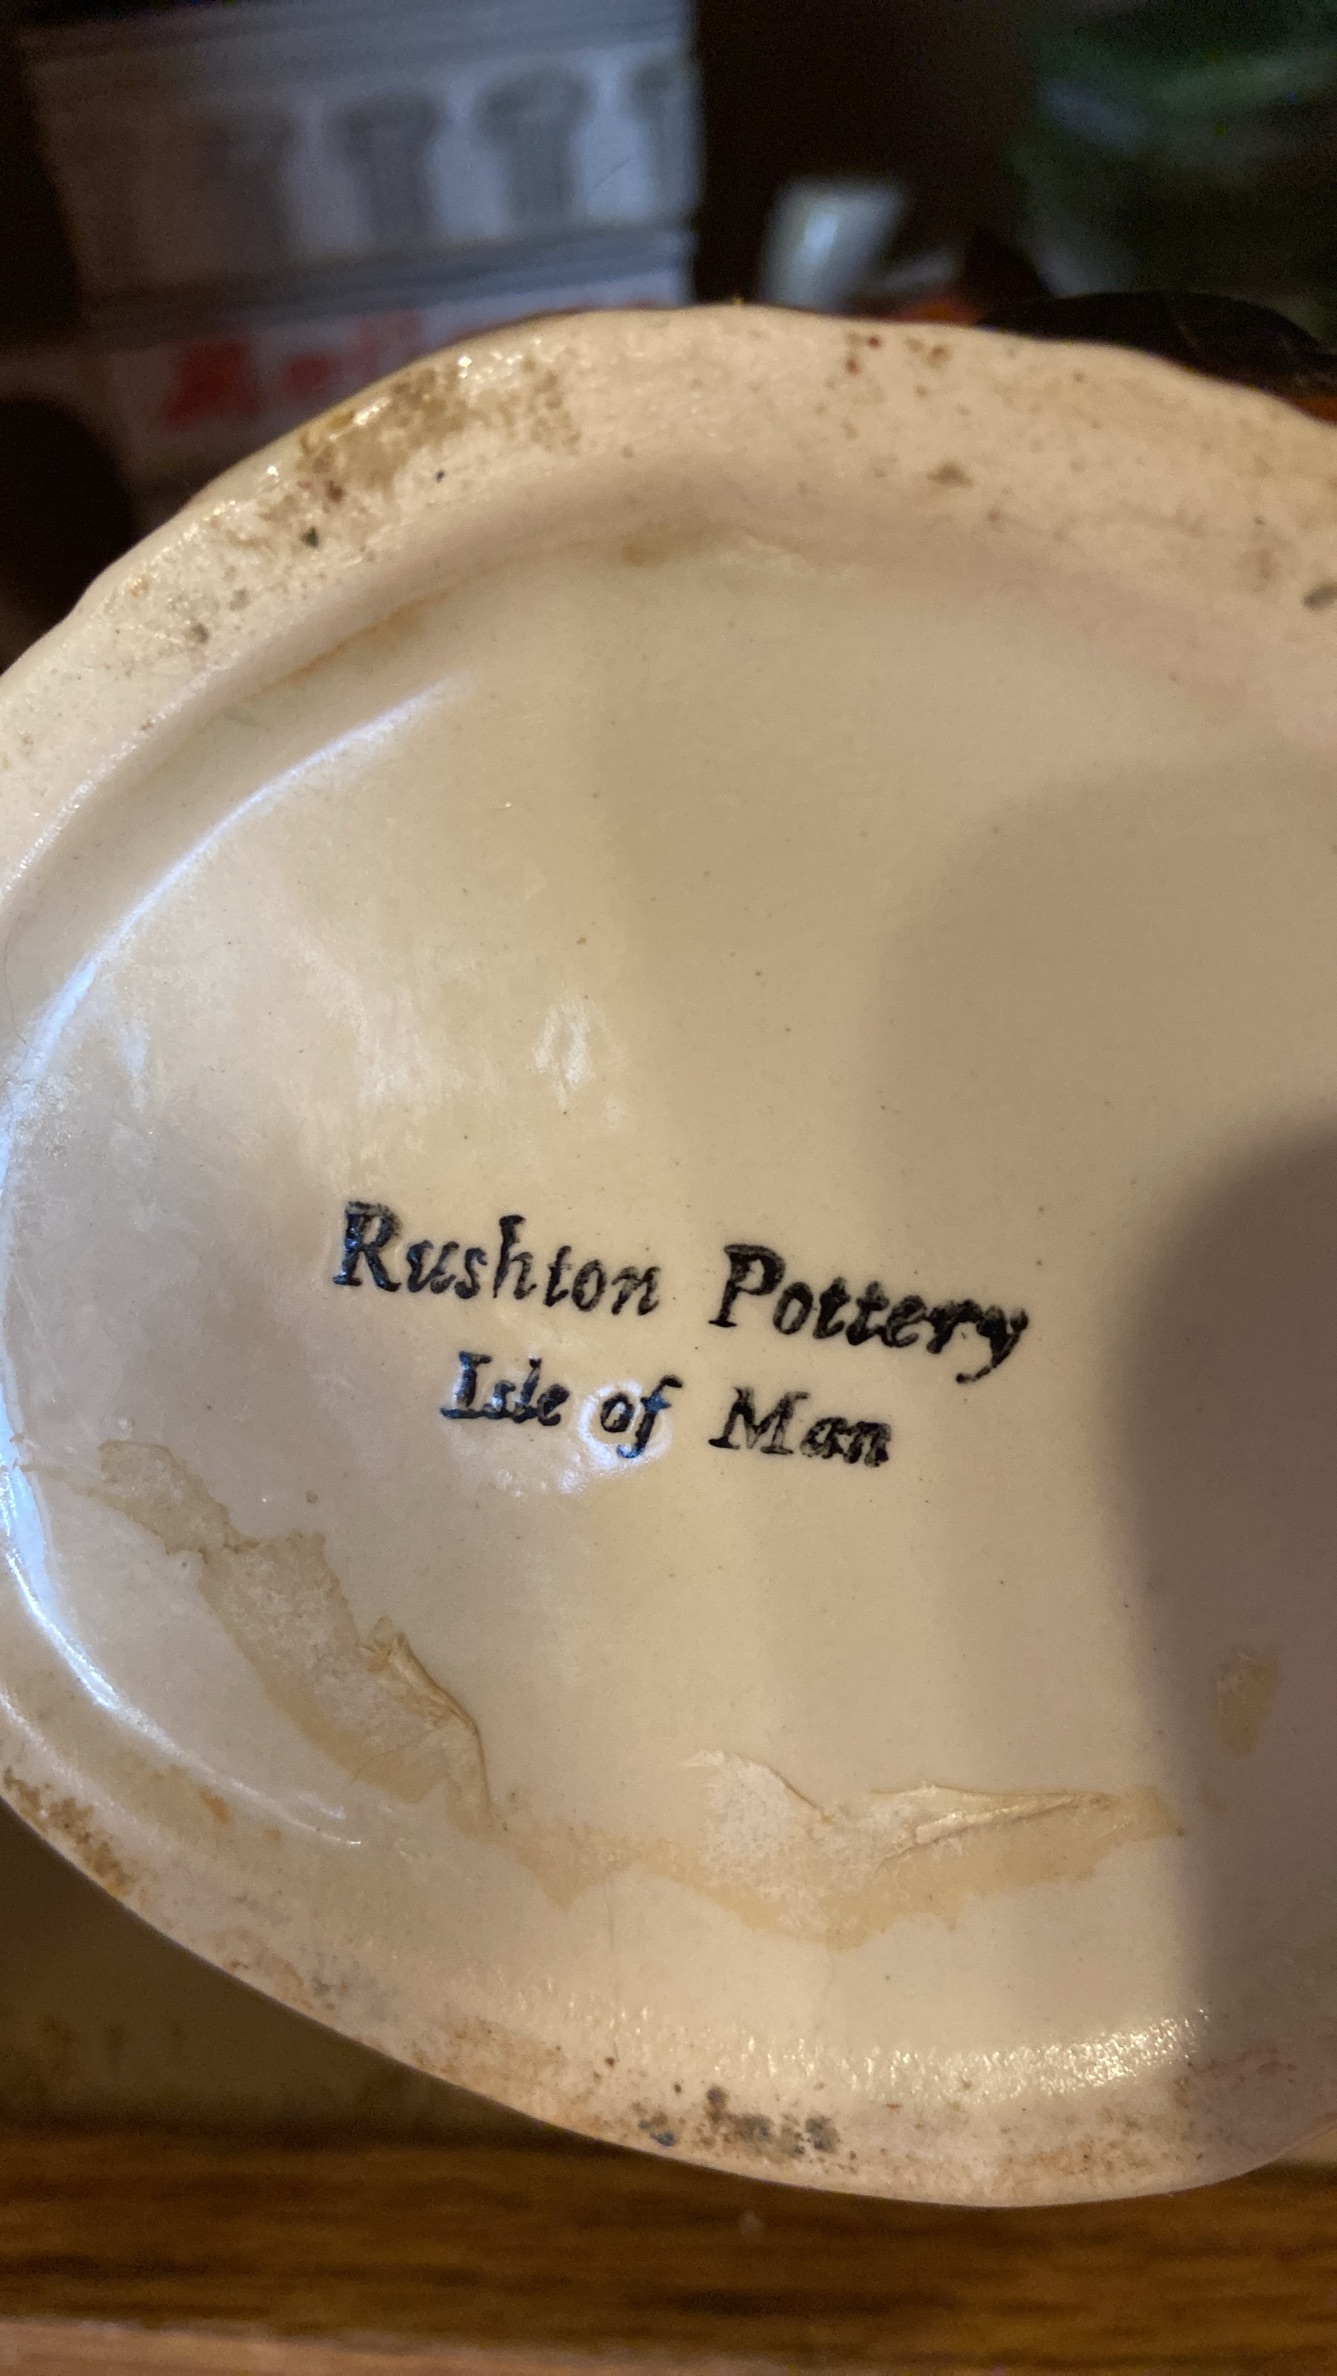 Rushton Pottery
Isle of Man